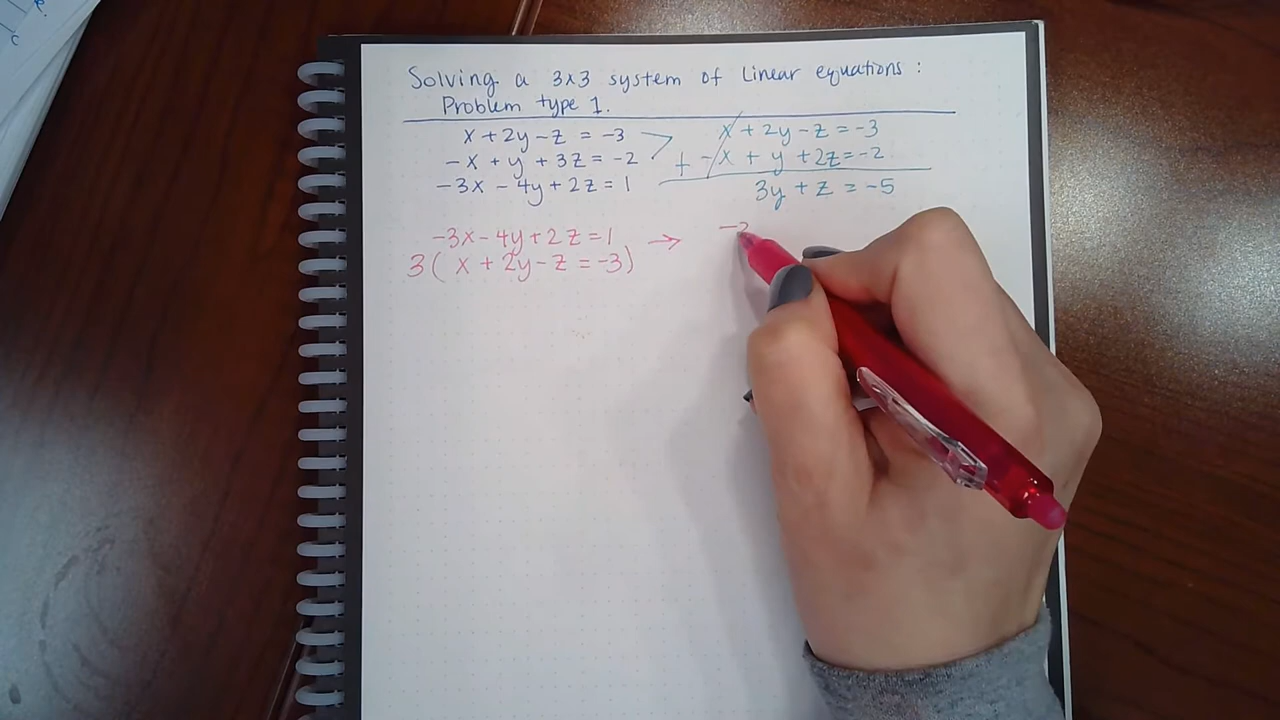 Solving a 3x3 system of Linear equations :
Problem type 1.
x + 2y - z = -3
-x + y + 3z = -2
-3x - 4y + 2z = 1
x + 2y - z = -3
+ -x + y + 2z = -2
3y + z = -5
-3x - 4y + 2z = 1 →
3( x + 2y - z = -3)